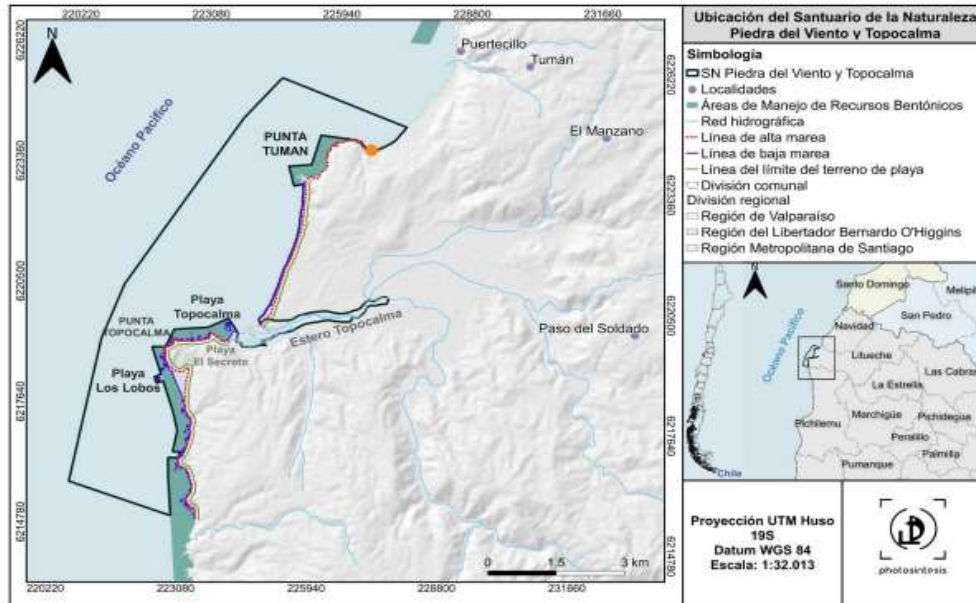 220220
223080
225940
228800
231660
6226220
6223360
6220500
6217640
6214780
N
Océano Pacífico
PUNTA
TUMAN
Puertecillo
Tumán
El Manzano
Playa
Topocalma
PUNTA
TOPOCALMA
Playa
El Secreto
Playa
Los Lobos
Estero Topocalma
Paso del Soldado
0 1.5 3 km
6226220
6223360
6220500
6217640
6214780
220220
223080
225940
228800
231660
Ubicación del Santuario de la Naturaleza
Piedra del Viento y Topocalma
Simbología
SN Piedra del Viento y Topocalma
Localidades
Áreas de Manejo de Recursos Bentónicos
Red hidrográfica
Línea de alta marea
Línea de baja marea
Línea del límite del terreno de playa
División comunal
División regional
Región de Valparaíso
Región del Libertador Bernardo O'Higgins
Región Metropolitana de Santiago
N
Océano Pacífico
Santo Domingo
Melipil
San Pedro
Navidad
Litueche
Las Cabras
La Estrella
Marchigüe
Pichidegua
Pichilemu
Peralillo
Palmilla
Pumanque
Chile
Proyección UTM Huso
19S
Datum WGS 84
Escala: 1:32.013
photosintesis